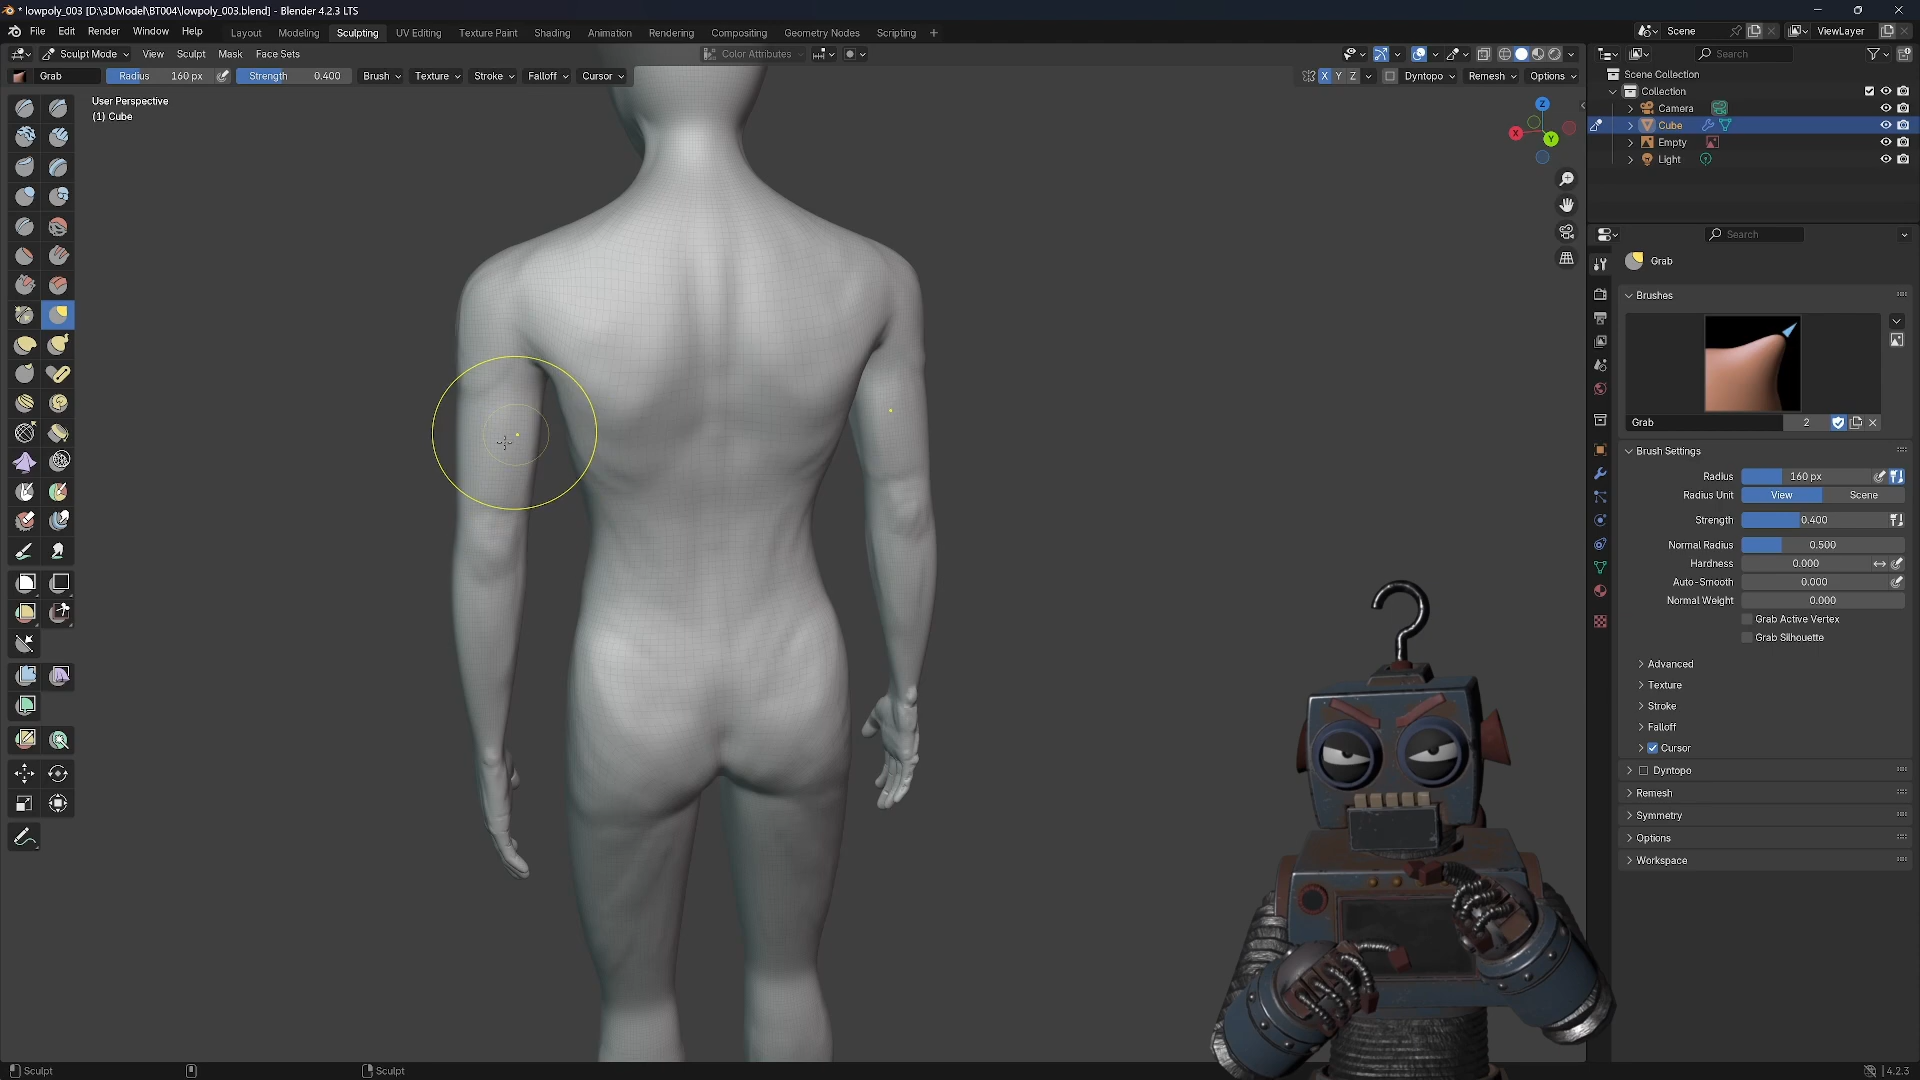 * lowpoly_003 [D:\3DModel\BT004\lowpoly_003.blend] - Blender 4.2.3 LTS
File Edit Render Window Help Layout Modeling Sculpting UV Editing Texture Paint Shading Animation Rendering Compositing Geometry Nodes Scripting + Scene ViewLayer
Sculpt Mode View Sculpt Mask Face Sets Color Attributes Search
Grab Radius 160 px Strength 0.400 Brush Texture Stroke Falloff Cursor X Y Z Dyntopo Remesh Options
User Perspective
(1) Cube
Z
X
Y
Scene Collection
Collection
Camera
Cube
Empty
Light
Search
Grab
Brushes
Grab 2
Brush Settings
Radius 160 px
Radius Unit View Scene
Strength 0.400
Normal Radius 0.500
Hardness 0.000
Auto-Smooth 0.000
Normal Weight 0.000
Grab Active Vertex
Grab Silhouette
Advanced
Texture
Stroke
Falloff
Cursor
Dyntopo
Remesh
Symmetry
Options
Workspace
Sculpt Sculpt 4.2.3